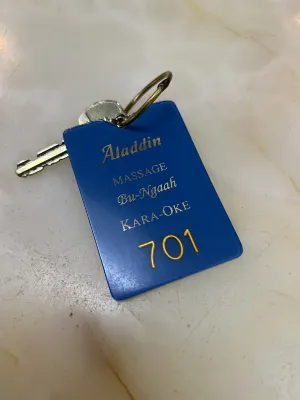 Aladdin
MASSAGE
Bu-Ngaah
KARA-OKE
701